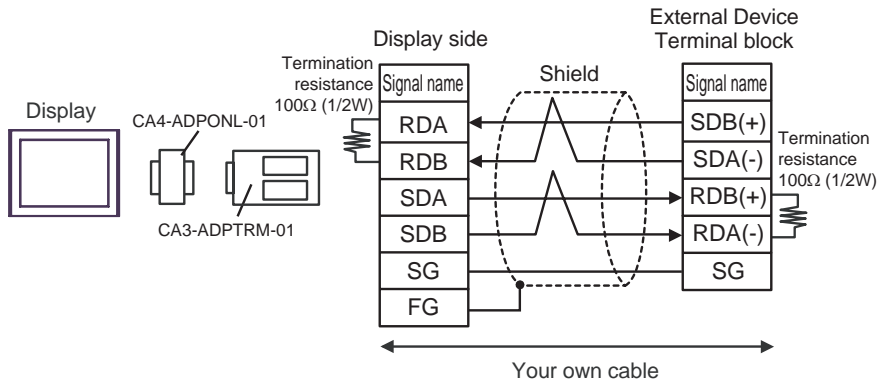 Display
CA4-ADPONL-01
CA3-ADPTRM-01
Display side
Termination
resistance
100Ω (1/2W)
Signal name
RDA
RDB
SDA
SDB
SG
FG
Shield
External Device
Terminal block
Signal name
SDB(+)
SDA(-)
RDB(+)
RDA(-)
SG
Termination
resistance
100Ω (1/2W)
Your own cable